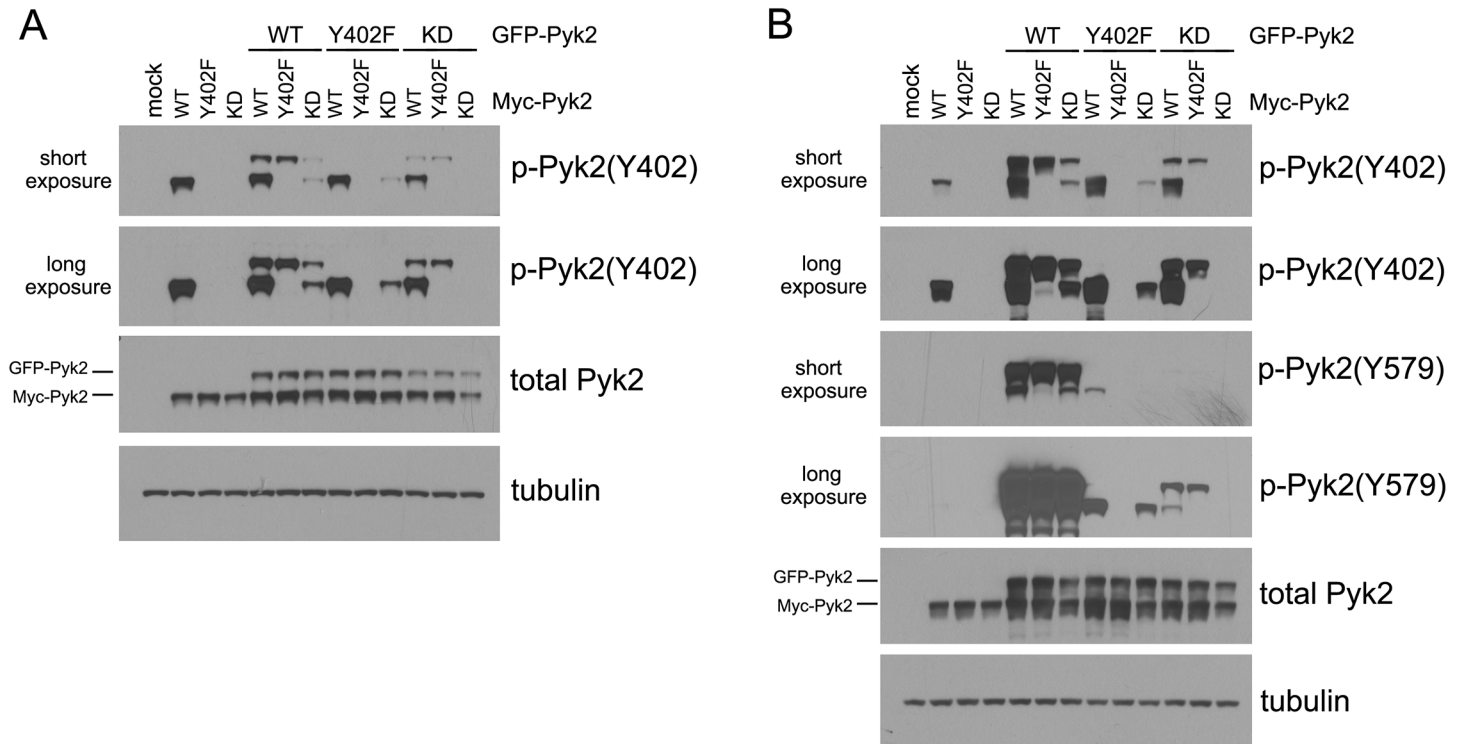 A
WT Y402F KD GFP-Pyk2
mock WT Y402F KD WT Y402F KD WT Y402F KD WT Y402F KD Myc-Pyk2
short exposure p-Pyk2(Y402)
long exposure p-Pyk2(Y402)
GFP-Pyk2
Myc-Pyk2
total Pyk2
tubulin
B
WT Y402F KD GFP-Pyk2
mock WT Y402F KD WT Y402F KD WT Y402F KD WT Y402F KD Myc-Pyk2
short exposure p-Pyk2(Y402)
long exposure p-Pyk2(Y402)
short exposure p-Pyk2(Y579)
long exposure p-Pyk2(Y579)
GFP-Pyk2
Myc-Pyk2
total Pyk2
tubulin